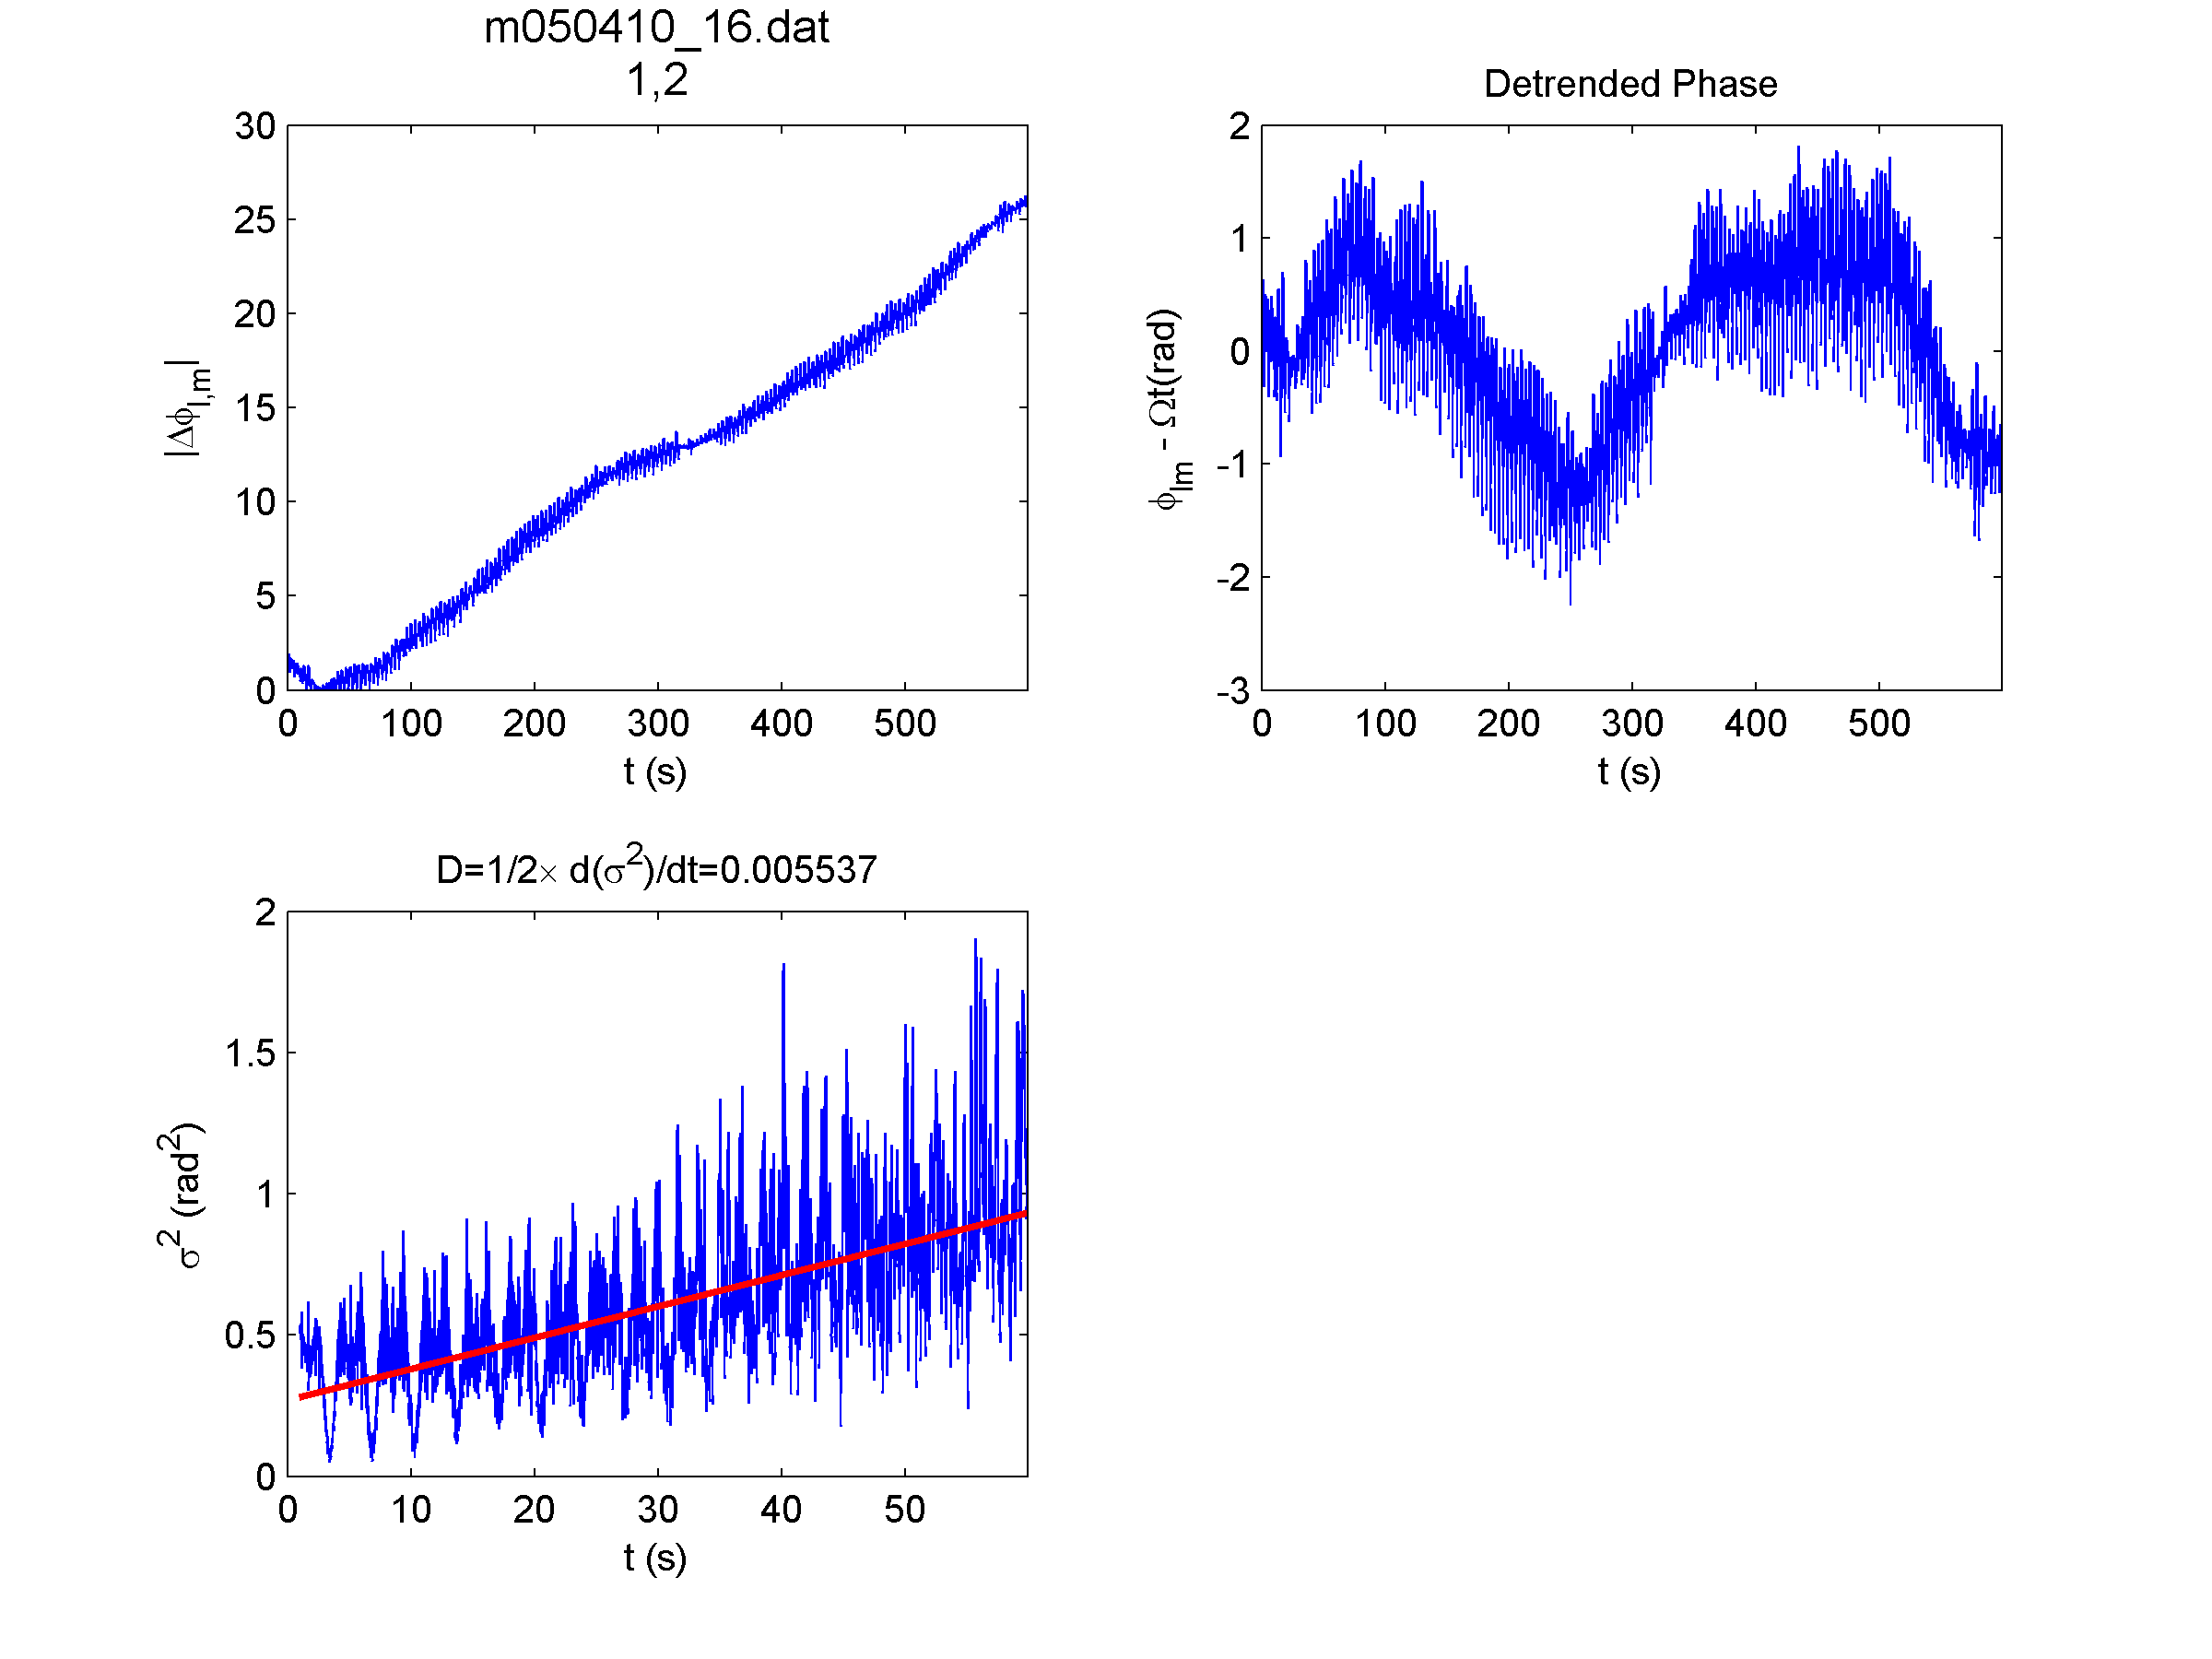 m050410_16.dat
1,2
30
25
20
15
10
5
0
|Δϕl,m|
0 100 200 300 400 500
t (s)
Detrended Phase
2
1
0
-1
-2
-3
ϕlm - Ωt(rad)
0 100 200 300 400 500
t (s)
D=1/2× d(σ²)/dt=0.005537
2
1.5
1
0.5
0
σ² (rad²)
0 10 20 30 40 50
t (s)